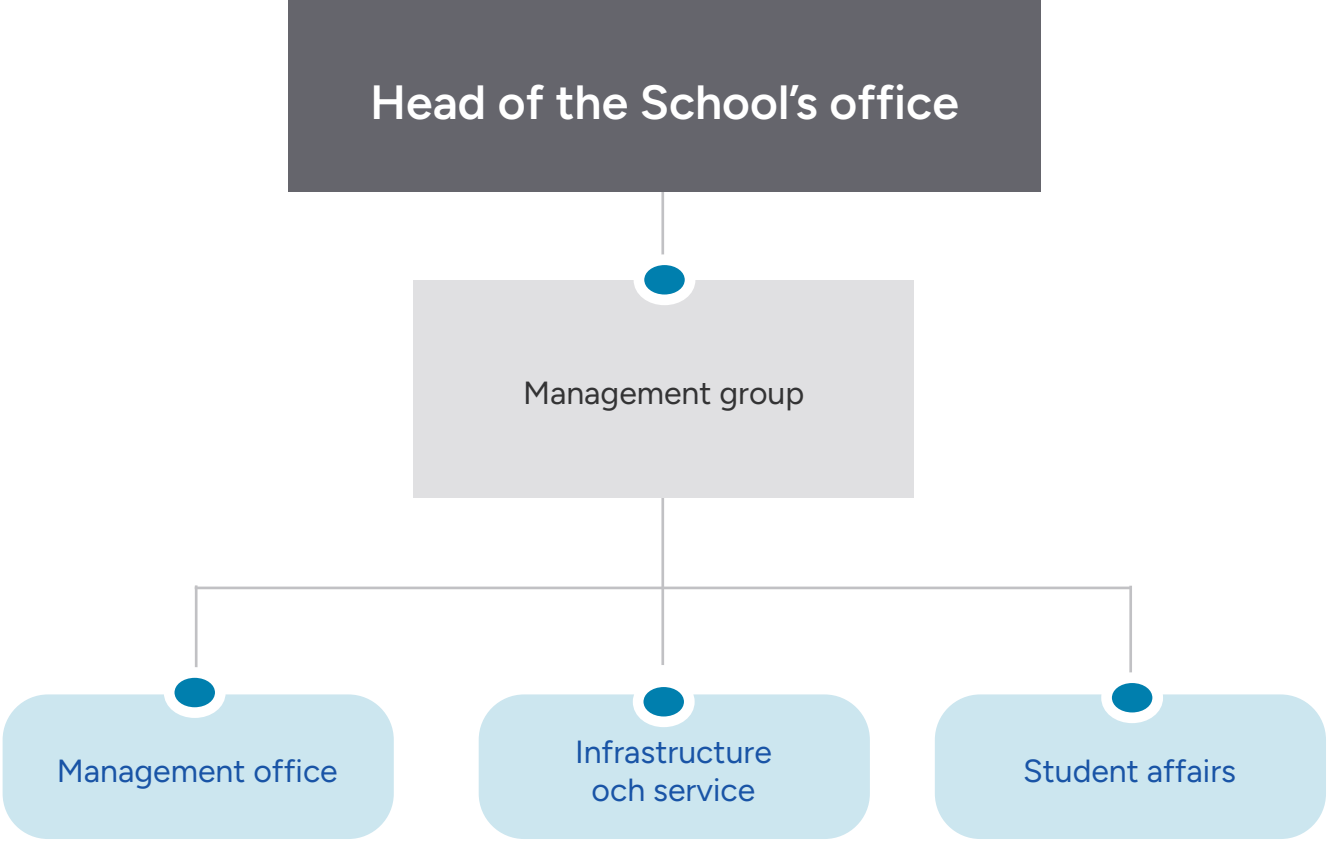 Head of the School’s office
Management group
Management office
Infrastructure
och service
Student affairs